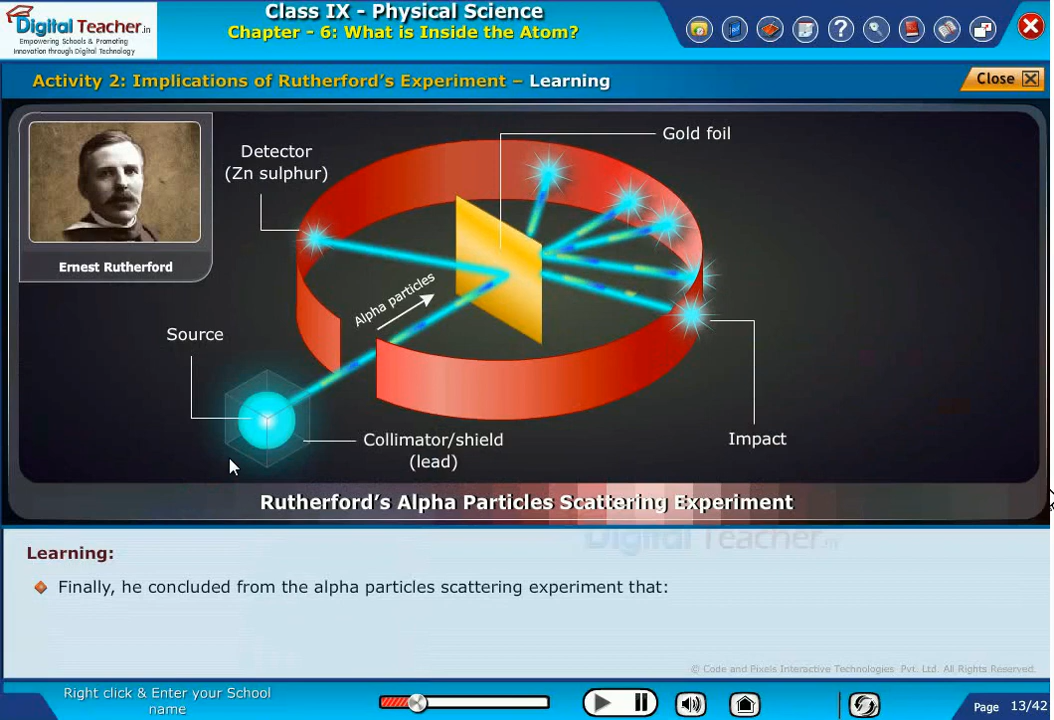 Digital Teacher.in
Empowering Schools & Promoting
Innovation through Digital Technology
Class IX - Physical Science
Chapter - 6: What is Inside the Atom?
Activity 2: Implications of Rutherford's Experiment – Learning
Close
Ernest Rutherford
Detector
(Zn sulphur)
Gold foil
Alpha particles
Source
Collimator/shield
(lead)
Impact
Rutherford's Alpha Particles Scattering Experiment
Digital Teacher.in
Learning:
Finally, he concluded from the alpha particles scattering experiment that:
© Code and Pixels Interactive Technologies Pvt. Ltd. All Rights Reserved.
Right click & Enter your School
name
Page 13/42